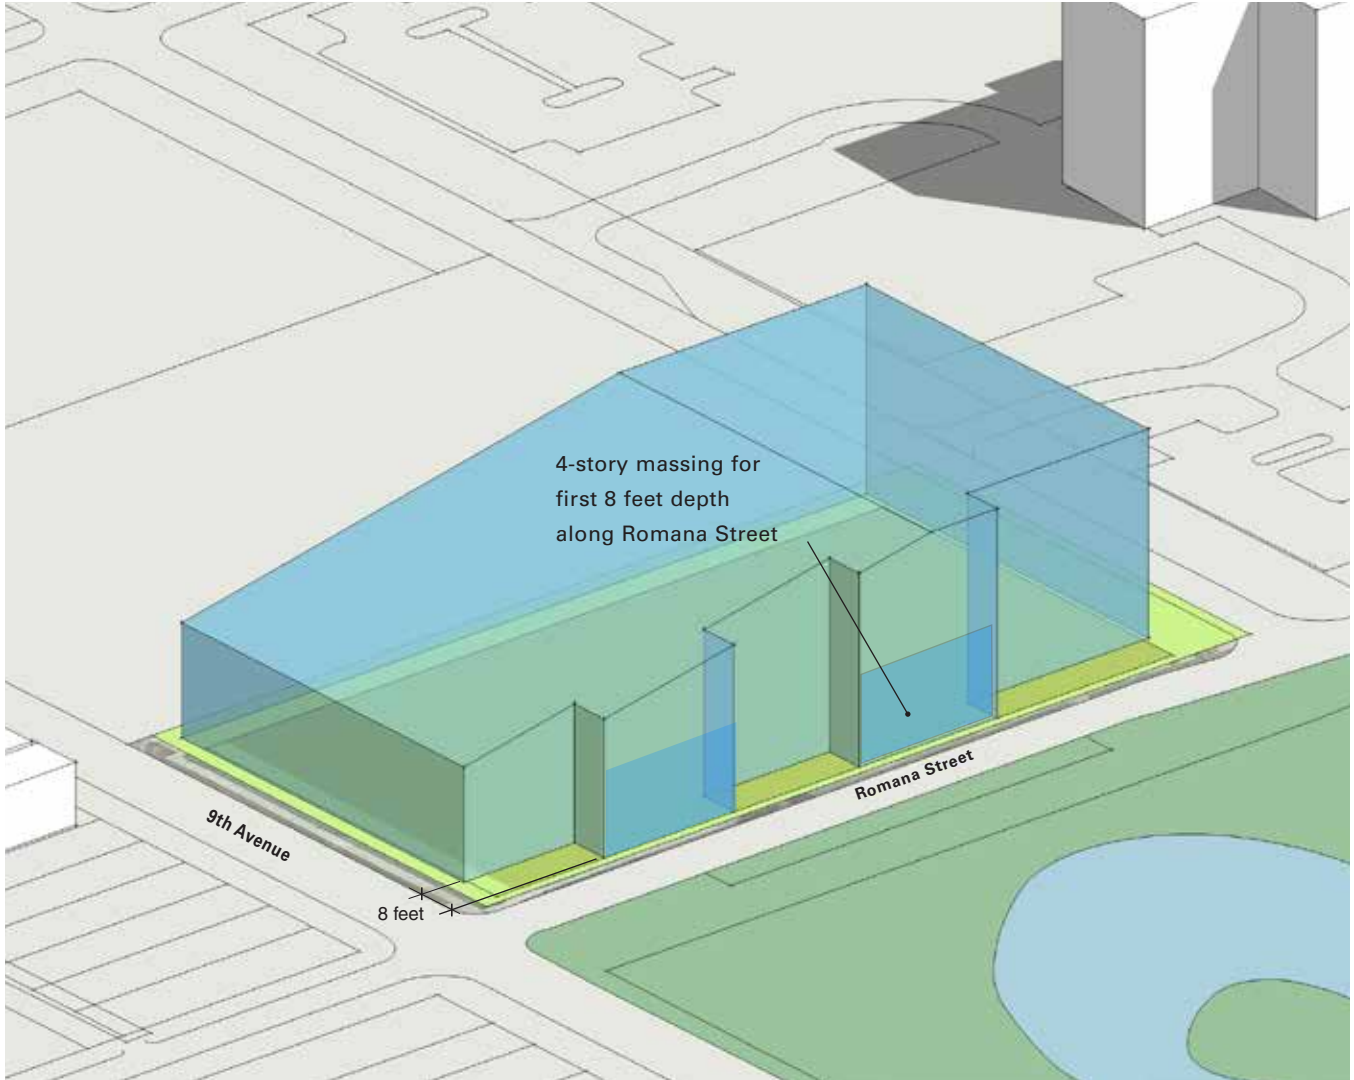 4-story massing for
first 8 feet depth
along Romana Street
Romana Street
9th Avenue
8 feet